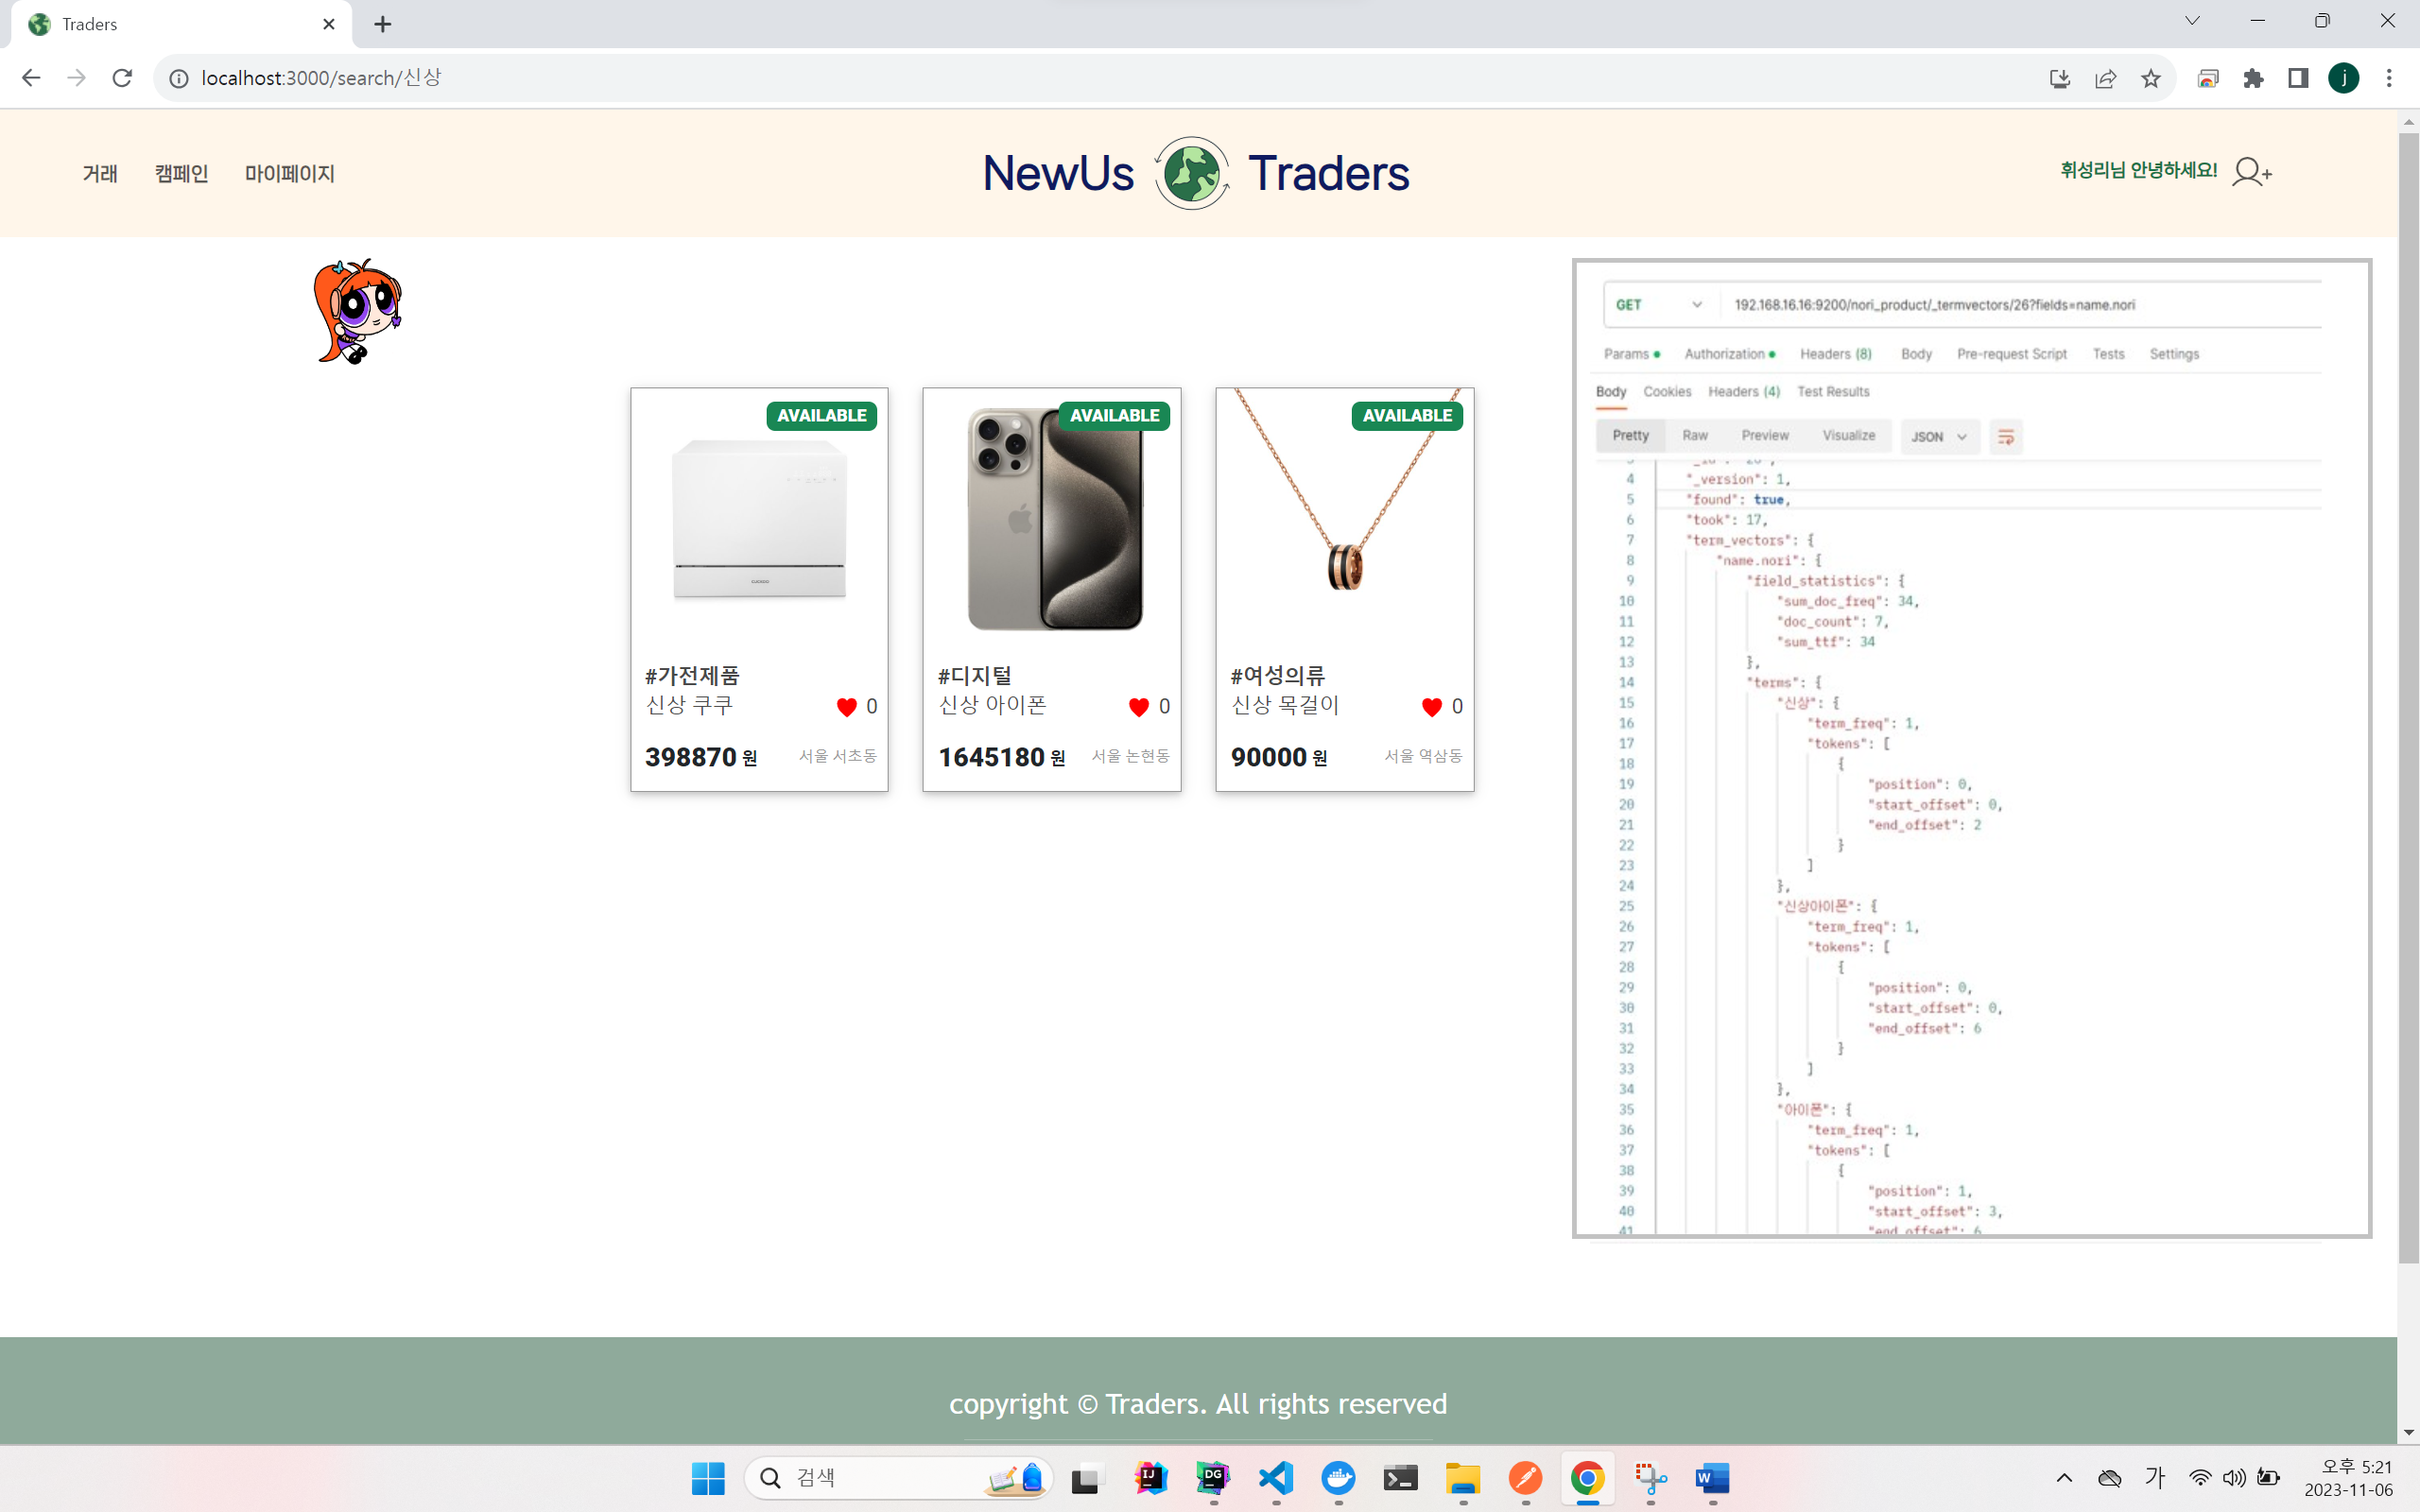 Traders
localhost:3000/search/신상
j
거래 캠페인 마이페이지
NewUs Traders
휘성리님 안녕하세요!
AVAILABLE
CUCKOO
#가전제품
신상 쿠쿠 0
398870 원 서울 서초동
AVAILABLE
#디지털
신상 아이폰 0
1645180 원 서울 논현동
AVAILABLE
#여성의류
신상 목걸이 0
90000 원 서울 역삼동
GET 192.168.16.16:9200/nori_product/_termvectors/26?fields=name.nori
Params Authorization Headers (8) Body Pre-request Script Tests Settings
Body Cookies Headers (4) Test Results
Pretty Raw Preview Visualize JSON
4 "_version": 1,
5 "found": true,
6 "took": 17,
7 "term_vectors": {
8 "name.nori": {
9 "field_statistics": {
10 "sum_doc_freq": 34,
11 "doc_count": 7,
12 "sum_ttf": 34
13 },
14 "terms": {
15 "신상": {
16 "term_freq": 1,
17 "tokens": [
18 {
19 "position": 0,
20 "start_offset": 0,
21 "end_offset": 2
22 }
23 ]
24 },
25 "신상아이폰": {
26 "term_freq": 1,
27 "tokens": [
28 {
29 "position": 0,
30 "start_offset": 0,
31 "end_offset": 6
32 }
33 ]
34 },
35 "아이폰": {
36 "term_freq": 1,
37 "tokens": [
38 {
39 "position": 1,
40 "start_offset": 3,
41 "end_offset": 6
copyright © Traders. All rights reserved
검색
IJ
DG
W
가
오후 5:21
2023-11-06